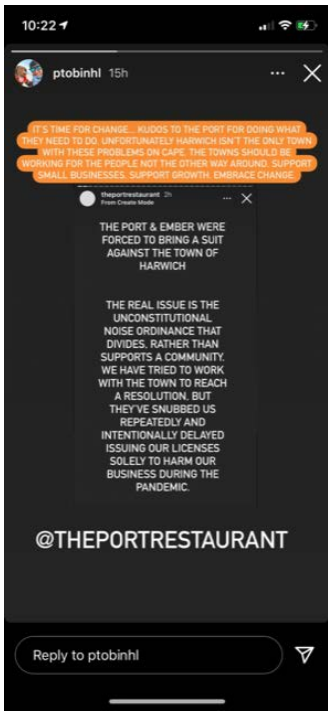 10:22
ptobinhl 15h
IT'S TIME FOR CHANGE... KUDOS TO THE PORT FOR DOING WHAT
THEY NEED TO DO. UNFORTUNATELY HARWICH ISN'T THE ONLY TOWN
WITH THESE PROBLEMS ON CAPE. THE TOWNS SHOULD BE
WORKING FOR THE PEOPLE NOT THE OTHER WAY AROUND. SUPPORT
SMALL BUSINESSES. SUPPORT GROWTH. EMBRACE CHANGE
theportrestaurant 2h
From Create Mode
THE PORT & EMBER WERE
FORCED TO BRING A SUIT
AGAINST THE TOWN OF
HARWICH
THE REAL ISSUE IS THE
UNCONSTITUTIONAL
NOISE ORDINANCE THAT
DIVIDES, RATHER THAN
SUPPORTS A COMMUNITY.
WE HAVE TRIED TO WORK
WITH THE TOWN TO REACH
A RESOLUTION, BUT
THEY'VE SNUBBED US
REPEATEDLY AND
INTENTIONALLY DELAYED
ISSUING OUR LICENSES
SOLELY TO HARM OUR
BUSINESS DURING THE
PANDEMIC.
@THEPORTRESTAURANT
Reply to ptobinhl